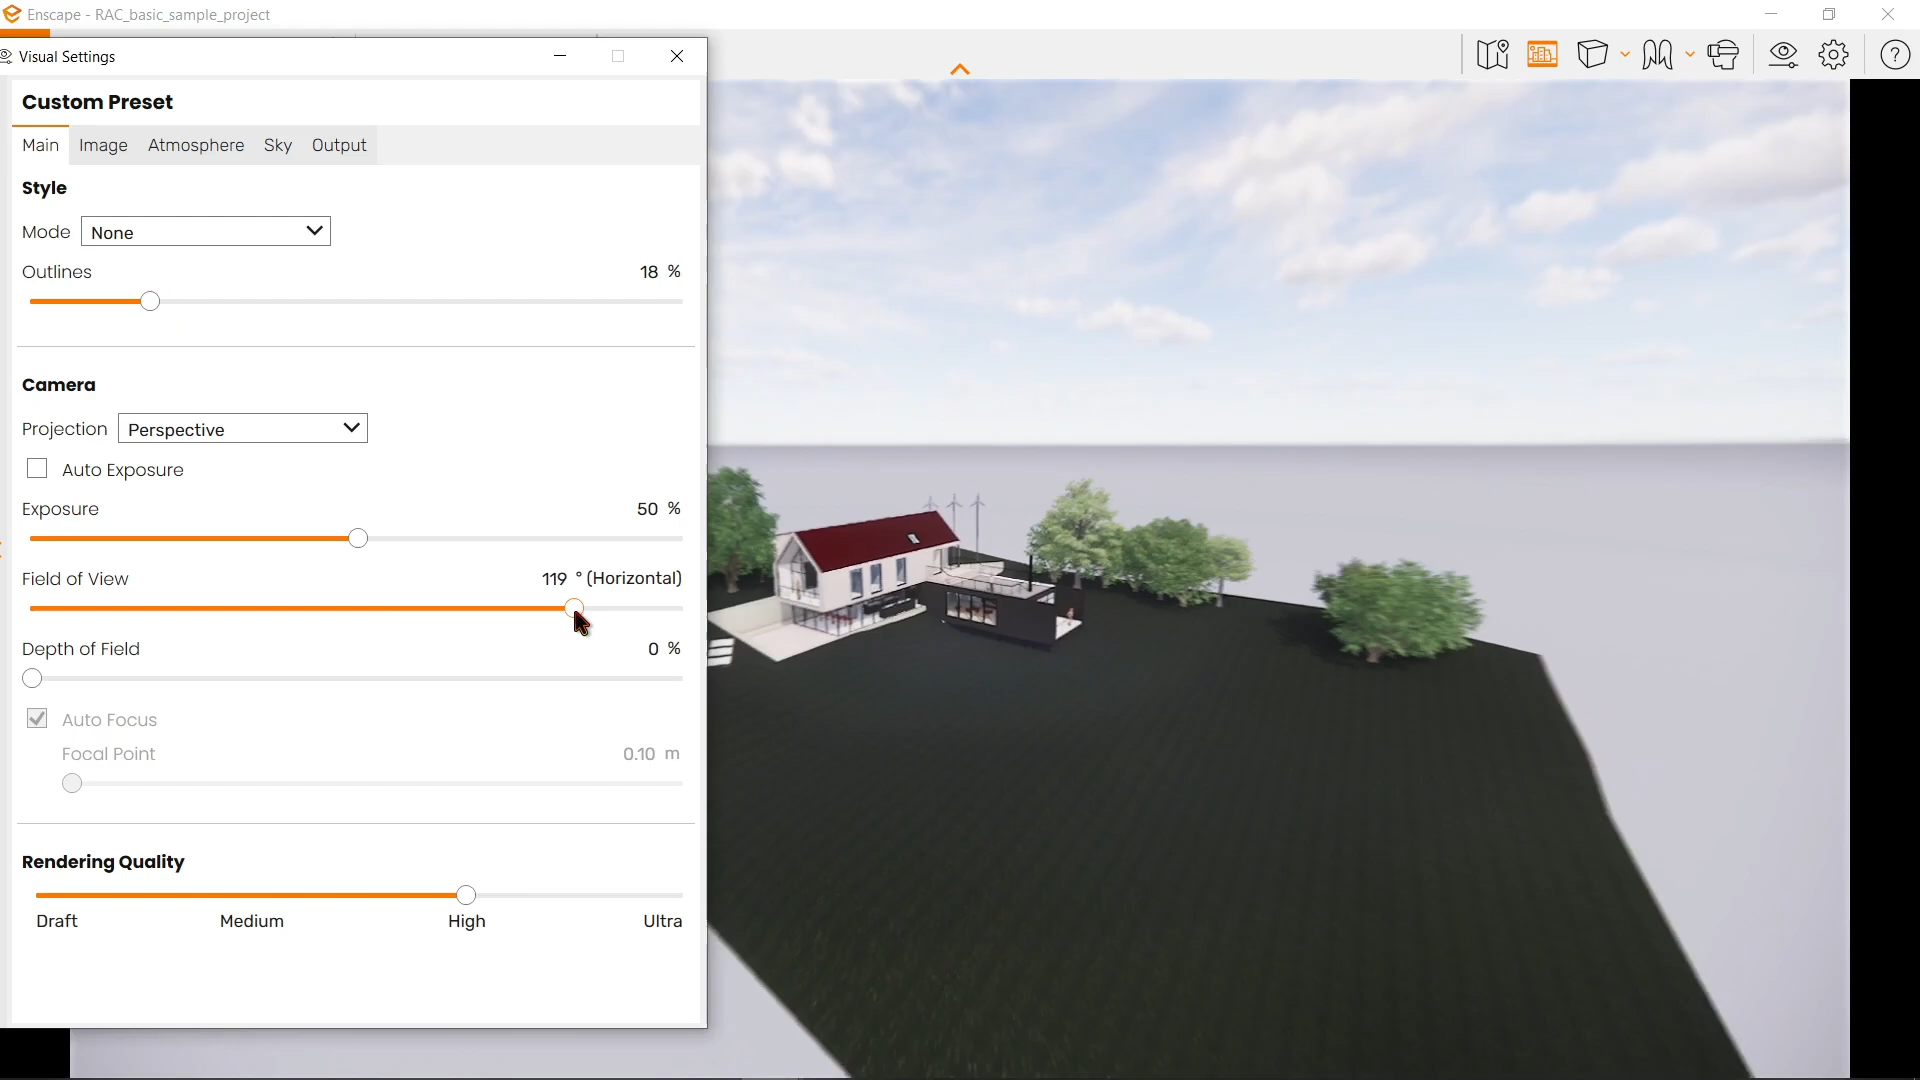 Enscape - RAC_basic_sample_project
Visual Settings
Custom Preset
Main Image Atmosphere Sky Output
Style
Mode None
Outlines 18 %
Camera
Projection Perspective
Auto Exposure
Exposure 50 %
Field of View 119 ° (Horizontal)
Depth of Field 0 %
Auto Focus
Focal Point 0.10 m
Rendering Quality
Draft Medium High Ultra